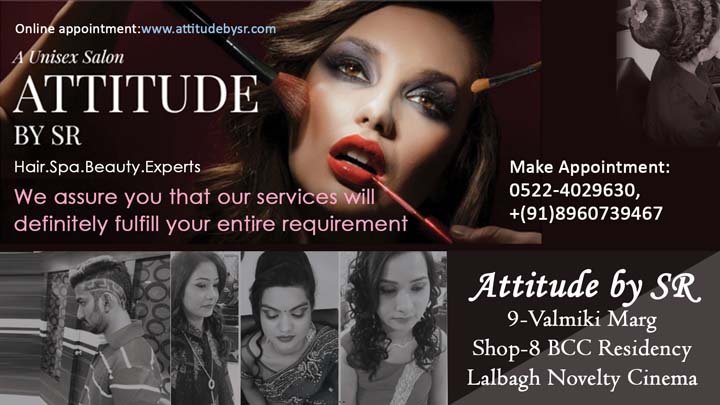 Online appointment:www.attitudebysr.com
A Unisex Salon
ATTITUDE
BY SR
Hair.Spa.Beauty.Experts
We assure you that our services will
definitely fulfill your entire requirement
Make Appointment:
0522-4029630,
+(91)8960739467
Attitude by SR
9-Valmiki Marg
Shop-8 BCC Residency
Lalbagh Novelty Cinema